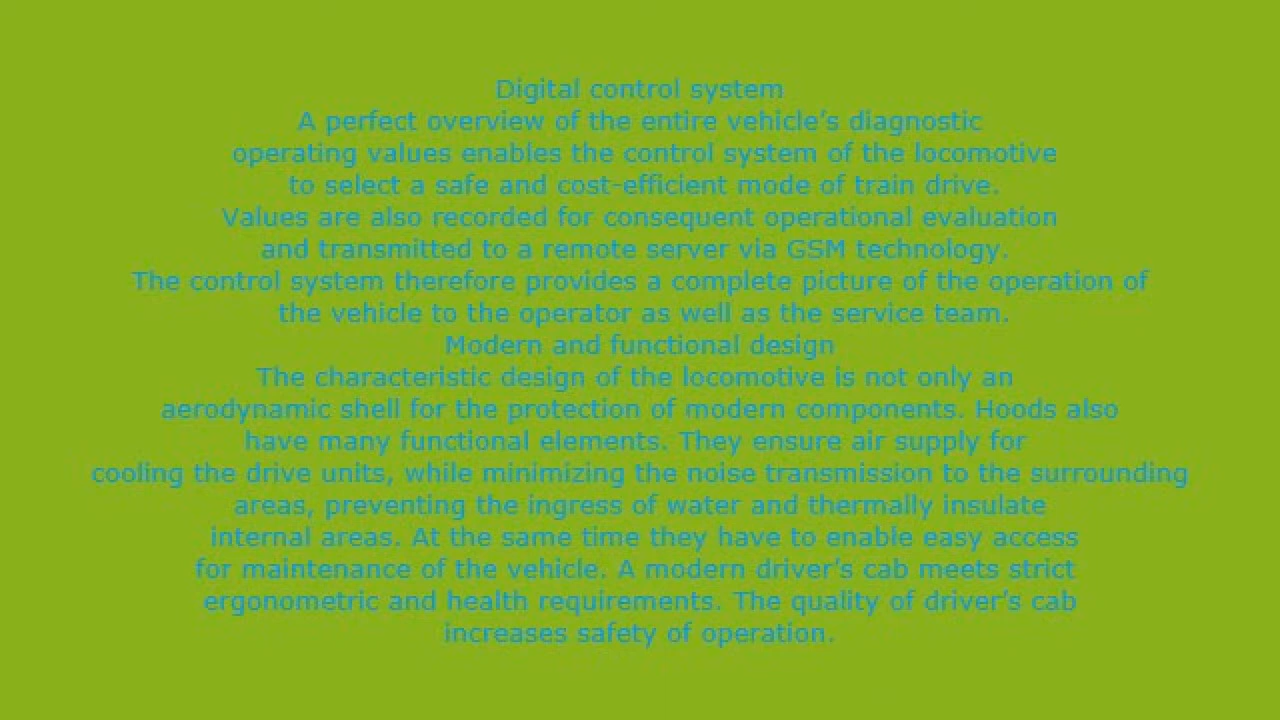 Digital control system
A perfect overview of the entire vehicle’s diagnostic
operating values enables the control system of the locomotive
to select a safe and cost-efficient mode of train drive.
Values are also recorded for consequent operational evaluation
and transmitted to a remote server via GSM technology.
The control system therefore provides a complete picture of the operation of
the vehicle to the operator as well as the service team.
Modern and functional design
The characteristic design of the locomotive is not only an
aerodynamic shell for the protection of modern components. Hoods also
have many functional elements. They ensure air supply for
cooling the drive units, while minimizing the noise transmission to the surrounding
areas, preventing the ingress of water and thermally insulate
internal areas. At the same time they have to enable easy access
for maintenance of the vehicle. A modern driver’s cab meets strict
ergonometric and health requirements. The quality of driver’s cab
increases safety of operation.